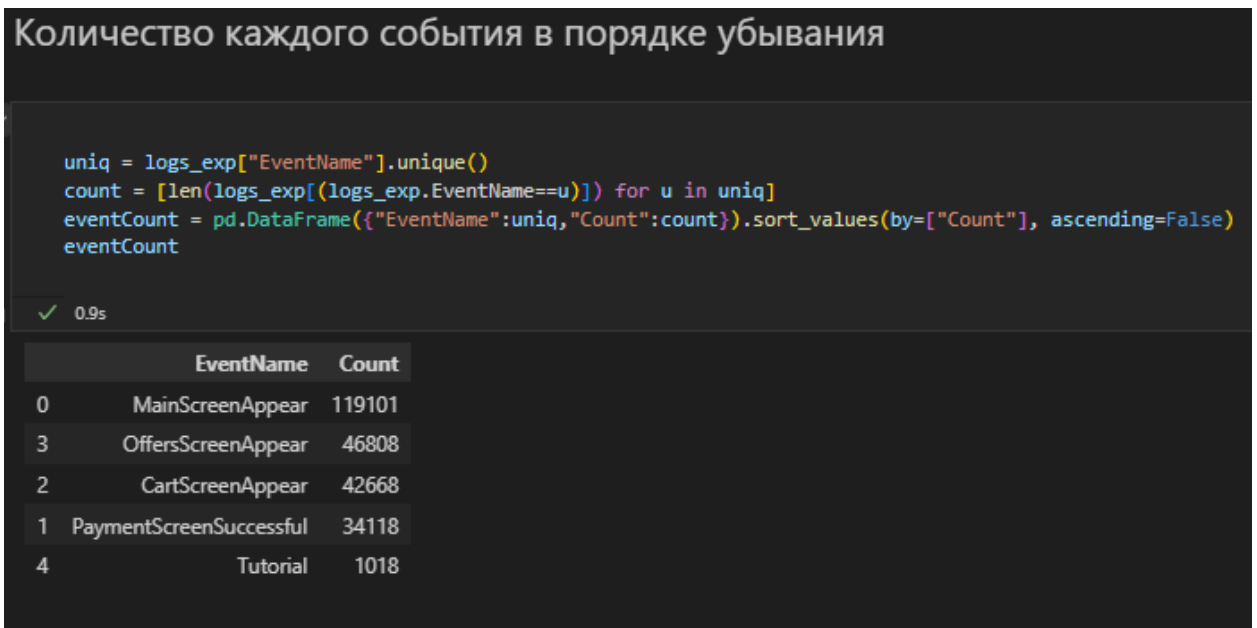 Количество каждого события в порядке убывания
uniq = logs_exp["EventName"].unique()
count = [len(logs_exp[(logs_exp.EventName==u)]) for u in uniq]
eventCount = pd.DataFrame({"EventName":uniq,"Count":count}).sort_values(by=["Count"], ascending=False)
eventCount
0.9s
EventName Count
0 MainScreenAppear 119101
3 OffersScreenAppear 46808
2 CartScreenAppear 42668
1 PaymentScreenSuccessful 34118
4 Tutorial 1018